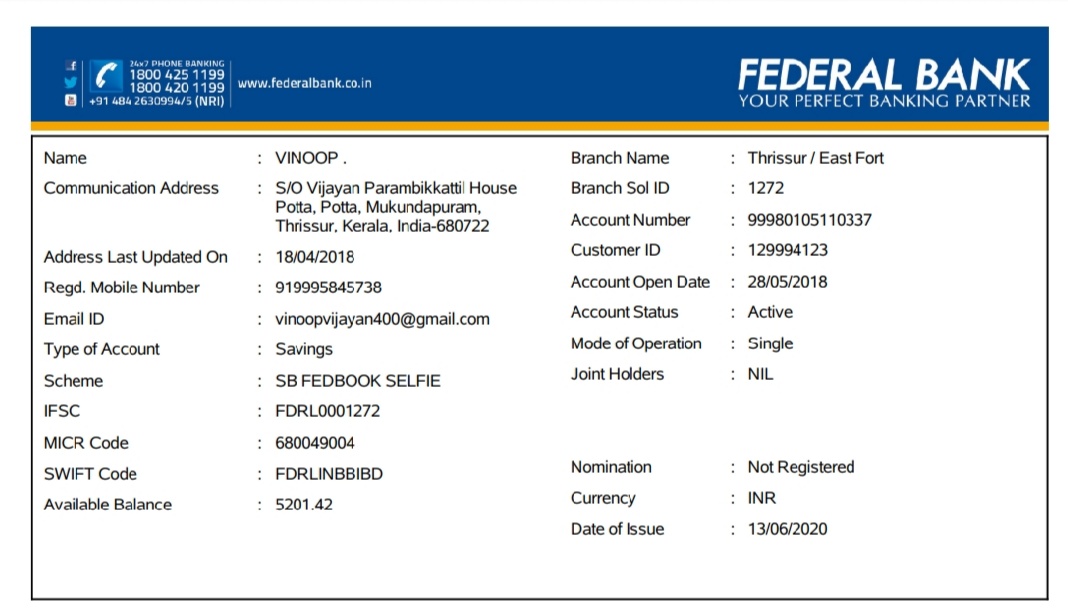 24x7 PHONE BANKING
1800 425 1199
1800 420 1199
+91 484 2630994/5 (NRI)
www.federalbank.co.in
FEDERAL BANK
YOUR PERFECT BANKING PARTNER
Name : VINOOP .
Communication Address : S/O Vijayan Parambikkattil House
Potta, Potta, Mukundapuram,
Thrissur, Kerala, India-680722
Address Last Updated On : 18/04/2018
Regd. Mobile Number : 919995845738
Email ID : vinoopvijayan400@gmail.com
Type of Account : Savings
Scheme : SB FEDBOOK SELFIE
IFSC : FDRL0001272
MICR Code : 680049004
SWIFT Code : FDRLINBBIBD
Available Balance : 5201.42
Branch Name : Thrissur / East Fort
Branch Sol ID : 1272
Account Number : 99980105110337
Customer ID : 129994123
Account Open Date : 28/05/2018
Account Status : Active
Mode of Operation : Single
Joint Holders : NIL
Nomination : Not Registered
Currency : INR
Date of Issue : 13/06/2020